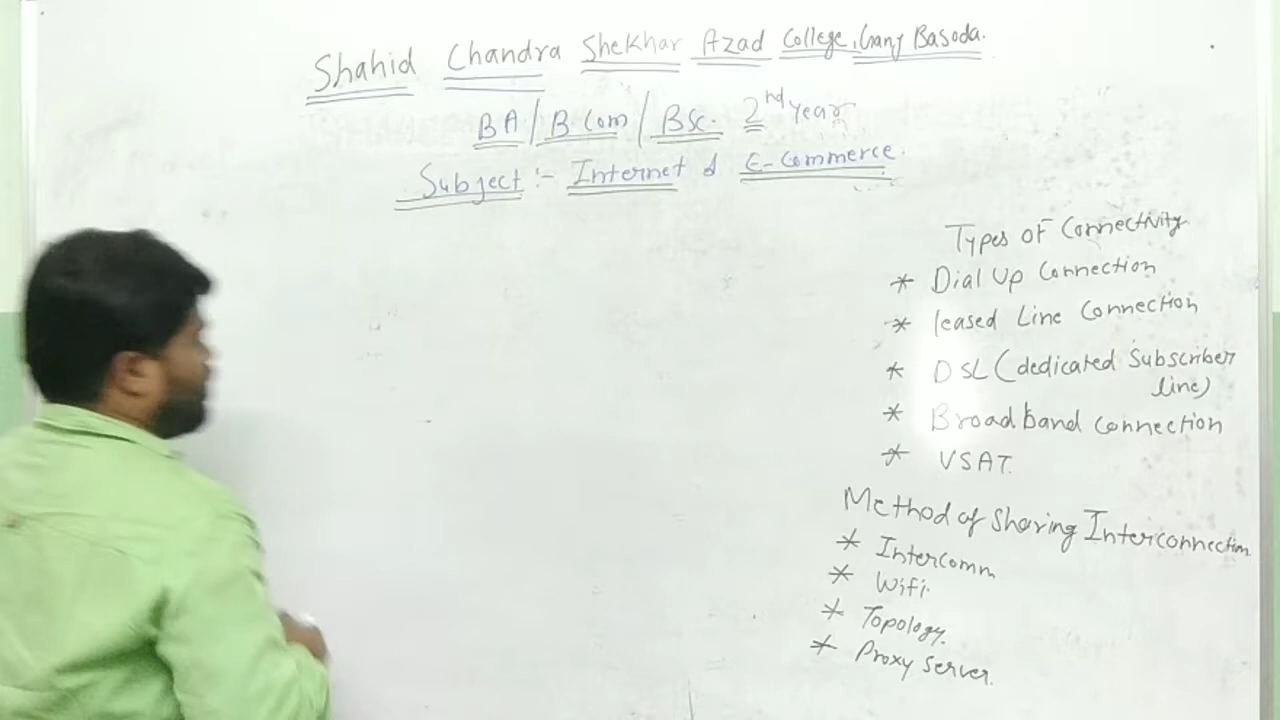 Shahid Chandra Shekhar Azad College, Ganj Basoda.
BA/B Com/BSc. 2nd Year
Subject :- Internet & E-Commerce.
Types of Connectivity
* Dial Up Connection
* leased Line Connection
* DSL (dedicated Subscriber
line)
* Broad band Connection
* VSAT.
Method of Sharing Interconnection
* Intercomm
* Wifi.
* Topology.
* Proxy Server.